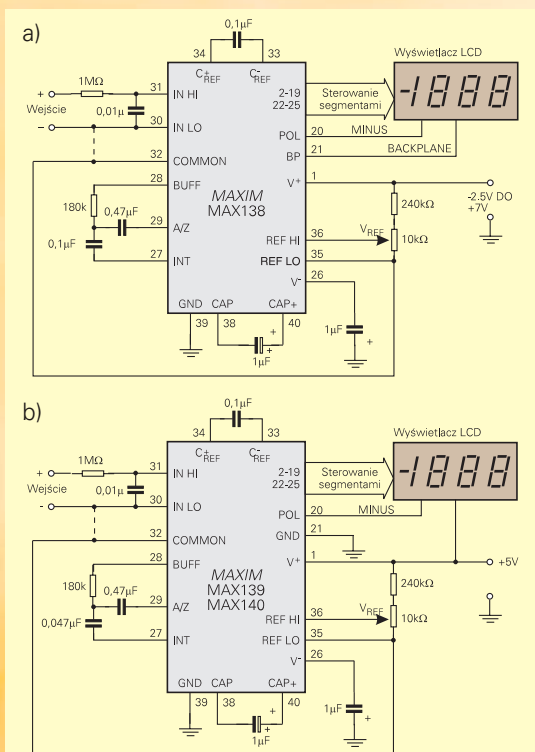 a)
0,1µF
34 33
C+REF C-REF
Wyświetlacz LCD
1MΩ
+
Wejście
-
0,01µ
31 IN HI
30 IN LO
32 COMMON
28 BUFF
180k
0,47µF
29 A/Z
0,1µF
27 INT
MAXIM
MAX138
2-19
22-25
Sterowanie
segmentami
-1888
POL 20 MINUS
BP 21 BACKPLANE
V+ 1
240kΩ
-2.5V DO
+7V
REF HI 36 VREF
10kΩ
REF LO 35
V- 26
1µF
+
GND CAP CAP+
39 38 40
+
1µF
b)
0,1µF
34 33
C+REF C-REF
Wyświetlacz LCD
1MΩ
+
Wejście
-
0,01µ
31 IN HI
30 IN LO
32 COMMON
28 BUFF
180k
0,47µF
29 A/Z
0,047µF
27 INT
MAXIM
MAX139
MAX140
2-19
22-25
Sterowanie
segmentami
-1888
POL 20 MINUS
GND 21
V+ 1
+5V
240kΩ
REF HI 36 VREF
10kΩ
REF LO 35
V- 26
1µF
+
GND CAP CAP+
39 38 40
+
+
1µF